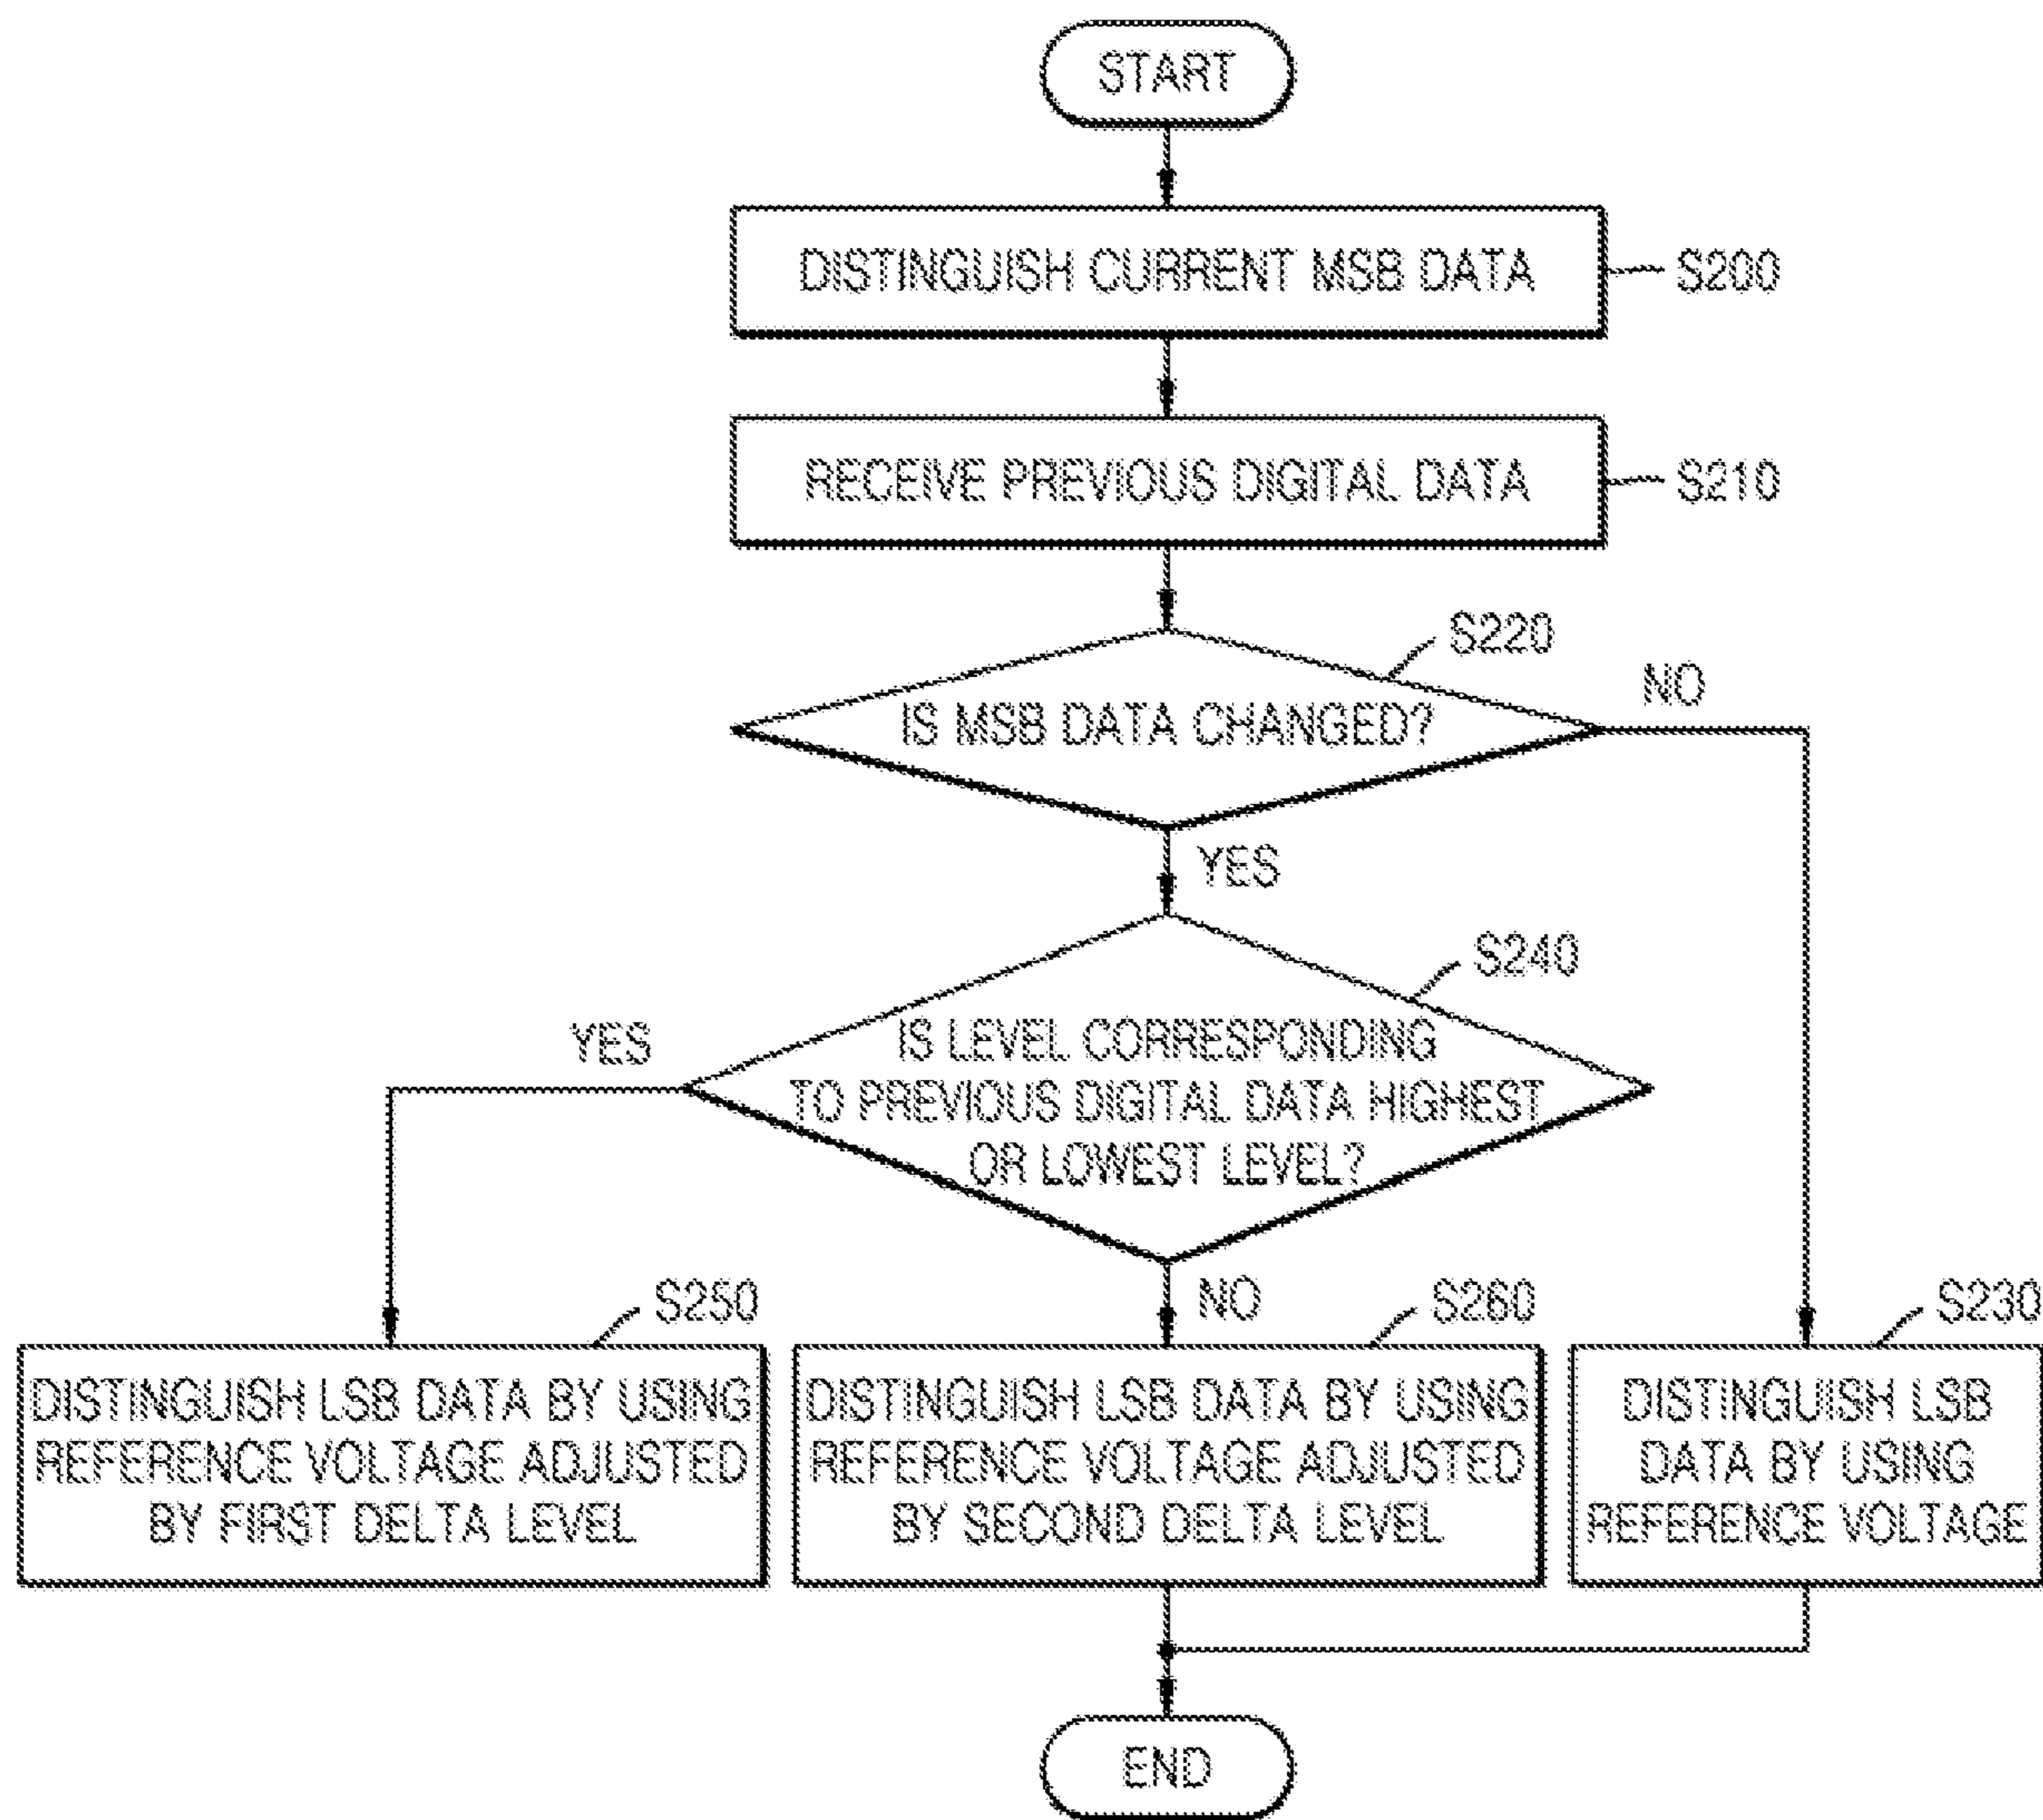 START
DISTINGUISH CURRENT MSB DATA
S200
RECEIVE PREVIOUS DIGITAL DATA
S210
S220
IS MSB DATA CHANGED?
NO
YES
S240
IS LEVEL CORRESPONDING
TO PREVIOUS DIGITAL DATA HIGHEST
OR LOWEST LEVEL?
YES
NO
S250
DISTINGUISH LSB DATA BY USING
REFERENCE VOLTAGE ADJUSTED
BY FIRST DELTA LEVEL
S260
DISTINGUISH LSB DATA BY USING
REFERENCE VOLTAGE ADJUSTED
BY SECOND DELTA LEVEL
S230
DISTINGUISH LSB
DATA BY USING
REFERENCE VOLTAGE
END